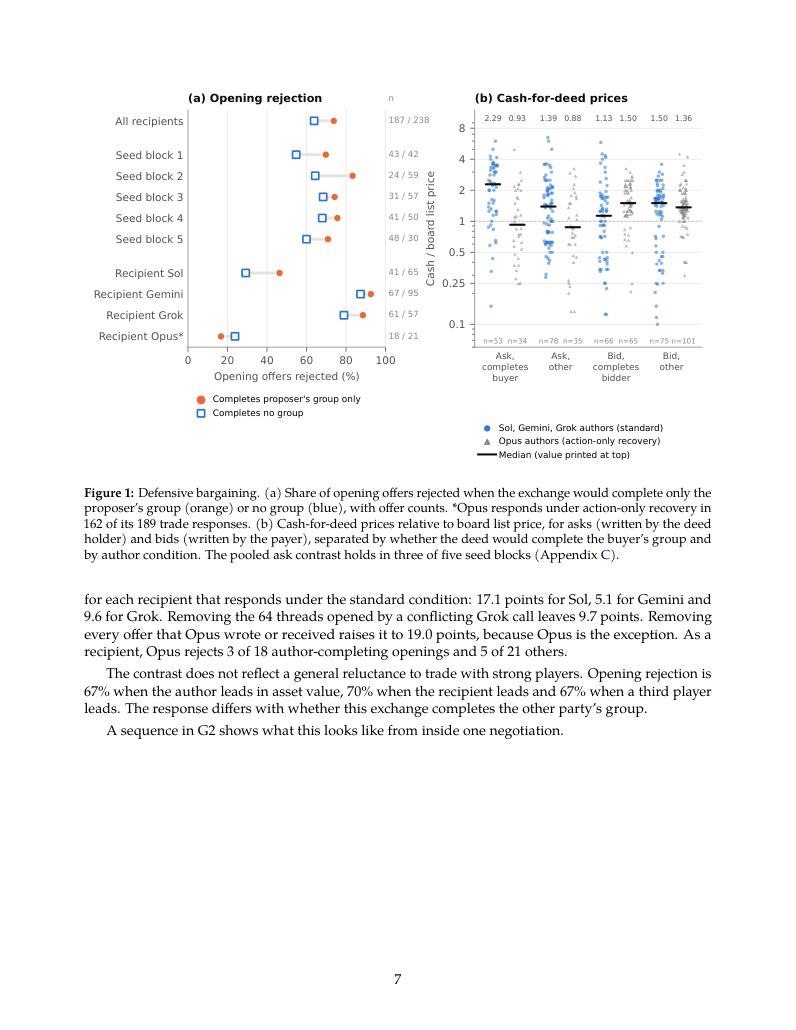 (a) Opening rejection
n
All recipients
187 / 238
Seed block 1
43 / 42
Seed block 2
24 / 59
Seed block 3
31 / 57
Seed block 4
41 / 50
Seed block 5
48 / 30
Recipient Sol
41 / 65
Recipient Gemini
67 / 95
Recipient Grok
61 / 57
Recipient Opus*
18 / 21
0 20 40 60 80 100
Opening offers rejected (%)
Completes proposer's group only
Completes no group
(b) Cash-for-deed prices
2.29 0.93 1.39 0.88 1.13 1.50 1.50 1.36
8
4
2
1
0.5
0.25
0.1
Cash / board list price
n=53 n=34 n=78 n=35 n=66 n=65 n=75 n=101
Ask, completes buyer
Ask, other
Bid, completes bidder
Bid, other
Sol, Gemini, Grok authors (standard)
Opus authors (action-only recovery)
Median (value printed at top)
Figure 1: Defensive bargaining. (a) Share of opening offers rejected when the exchange would complete only the
proposer's group (orange) or no group (blue), with offer counts. *Opus responds under action-only recovery in
162 of its 189 trade responses. (b) Cash-for-deed prices relative to board list price, for asks (written by the deed
holder) and bids (written by the payer), separated by whether the deed would complete the buyer's group and
by author condition. The pooled ask contrast holds in three of five seed blocks (Appendix C).
for each recipient that responds under the standard condition: 17.1 points for Sol, 5.1 for Gemini and
9.6 for Grok. Removing the 64 threads opened by a conflicting Grok call leaves 9.7 points. Removing
every offer that Opus wrote or received raises it to 19.0 points, because Opus is the exception. As a
recipient, Opus rejects 3 of 18 author-completing openings and 5 of 21 others.
The contrast does not reflect a general reluctance to trade with strong players. Opening rejection is
67% when the author leads in asset value, 70% when the recipient leads and 67% when a third player
leads. The response differs with whether this exchange completes the other party's group.
A sequence in G2 shows what this looks like from inside one negotiation.
7